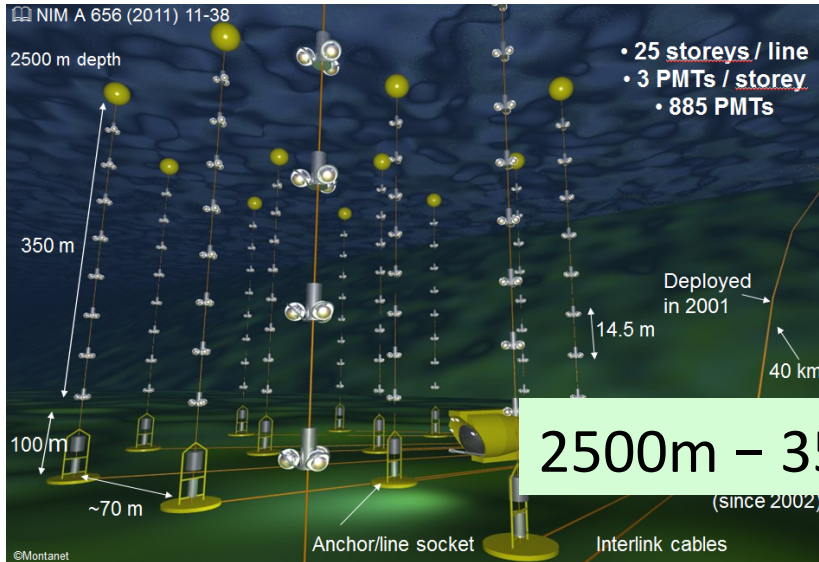 NIM A 656 (2011) 11-38
2500 m depth
• 25 storeys / line
• 3 PMTs / storey
• 885 PMTs
350 m
Deployed
in 2001
14.5 m
40 km
100 m
2500m – 35
~70 m
(since 2002)
Anchor/line socket
Interlink cables
©Montanet